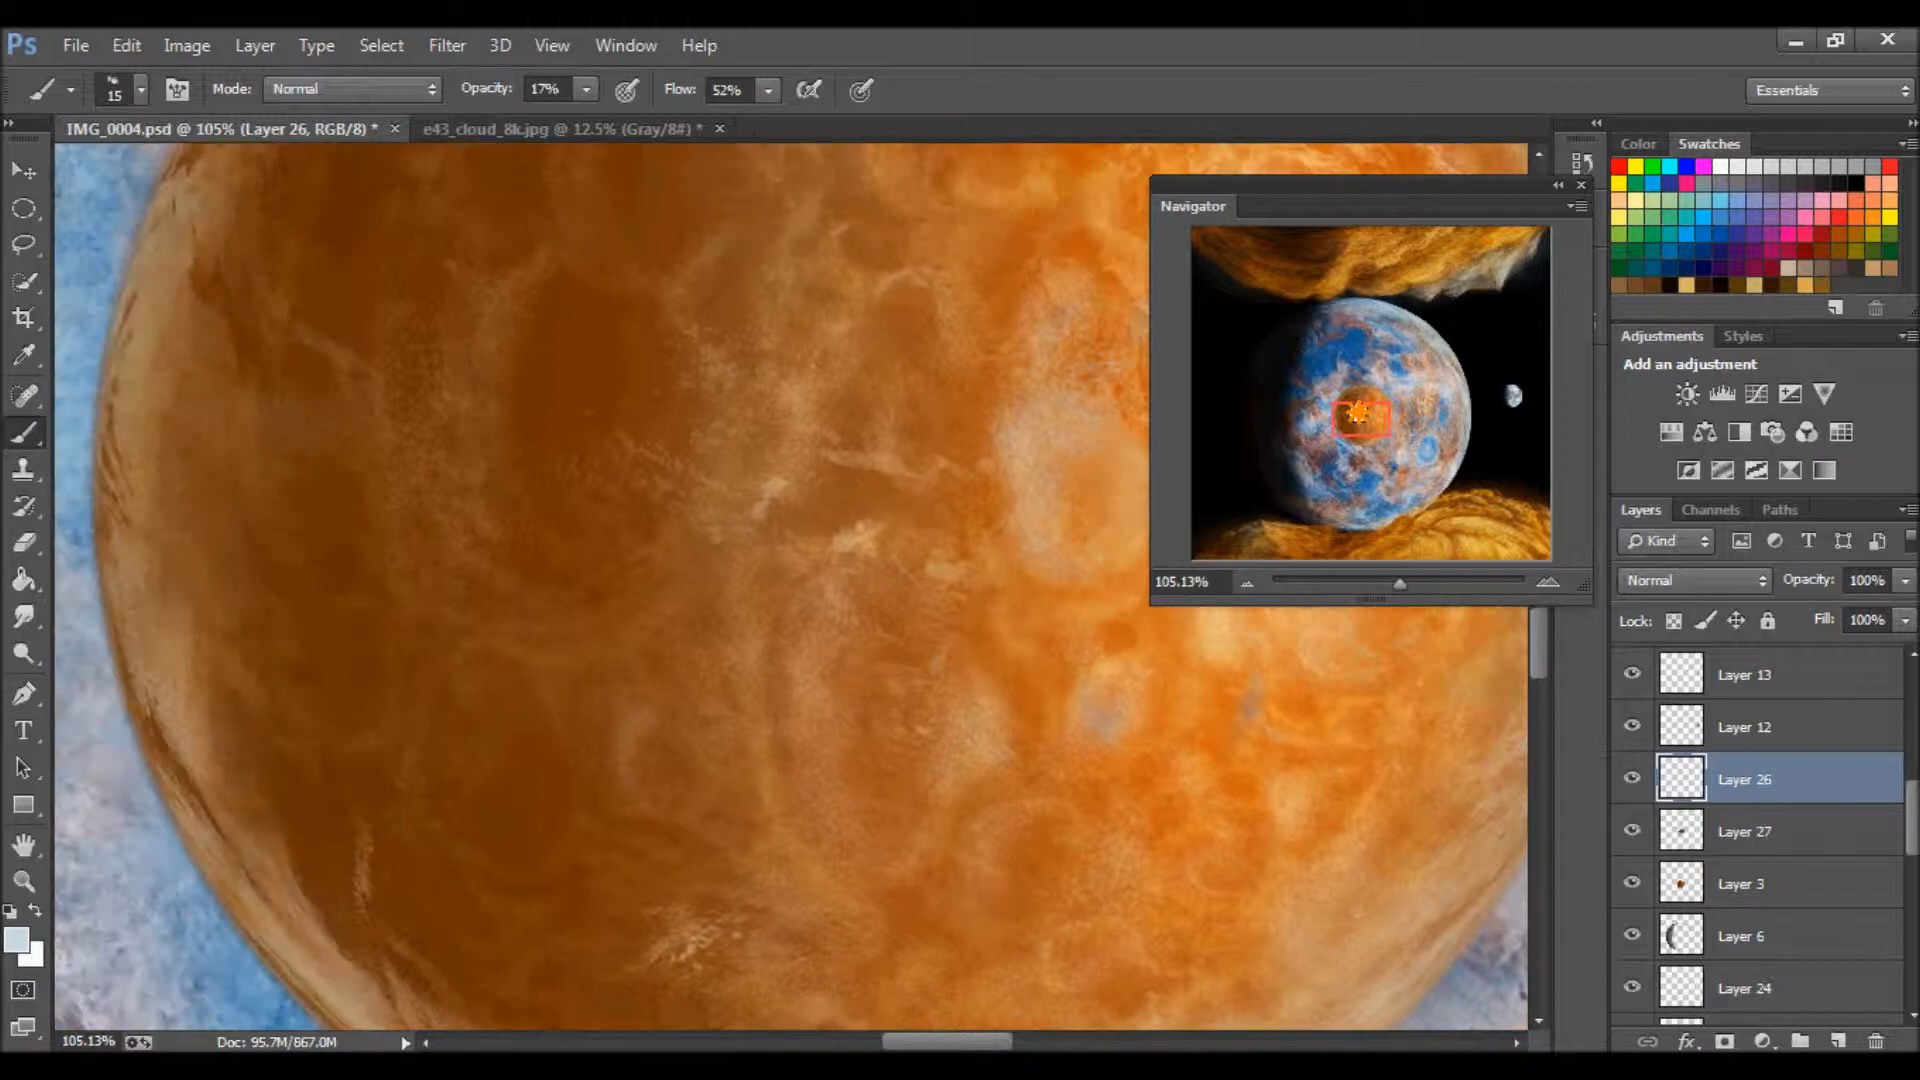 Ps File Edit Image Layer Type Select Filter 3D View Window Help
15 Mode: Normal Opacity: 17% Flow: 52% Essentials
IMG_0004.psd @ 105% (Layer 26, RGB/8) * e43_cloud_8k.jpg @ 12.5% (Gray/8#) *
Color Swatches
Navigator
105.13%
Adjustments Styles
Add an adjustment
Layers Channels Paths
Kind
Normal Opacity: 100%
Lock: Fill: 100%
Layer 13
Layer 12
Layer 26
Layer 27
Layer 3
Layer 6
Layer 24
105.13% Doc: 95.7M/867.0M